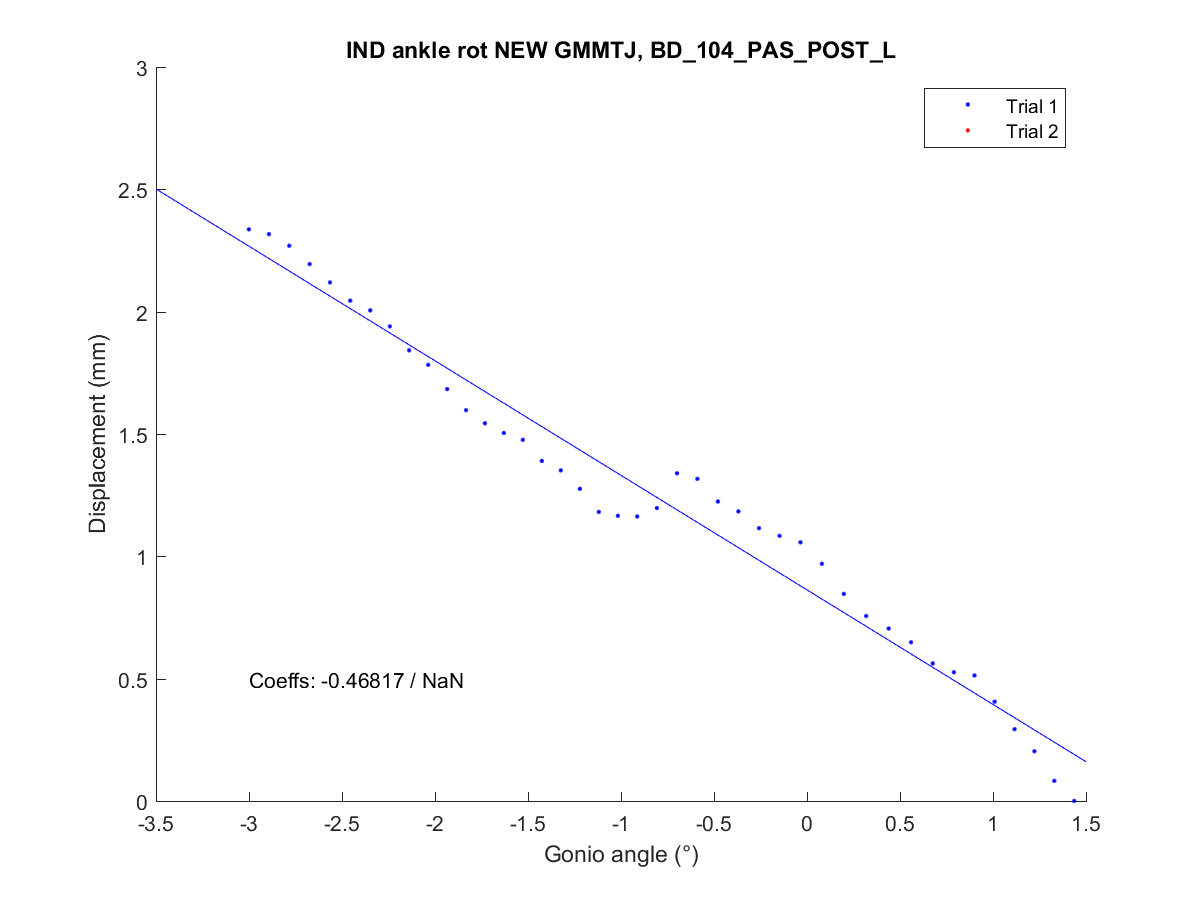 IND ankle rot NEW GMMTJ, BD_104_PAS_POST_L
3
2.5
2
1.5
1
0.5
0
Displacement (mm)
Trial 1
Trial 2
Coeffs: -0.46817 / NaN
-3.5 -3 -2.5 -2 -1.5 -1 -0.5 0 0.5 1 1.5
Gonio angle (°)